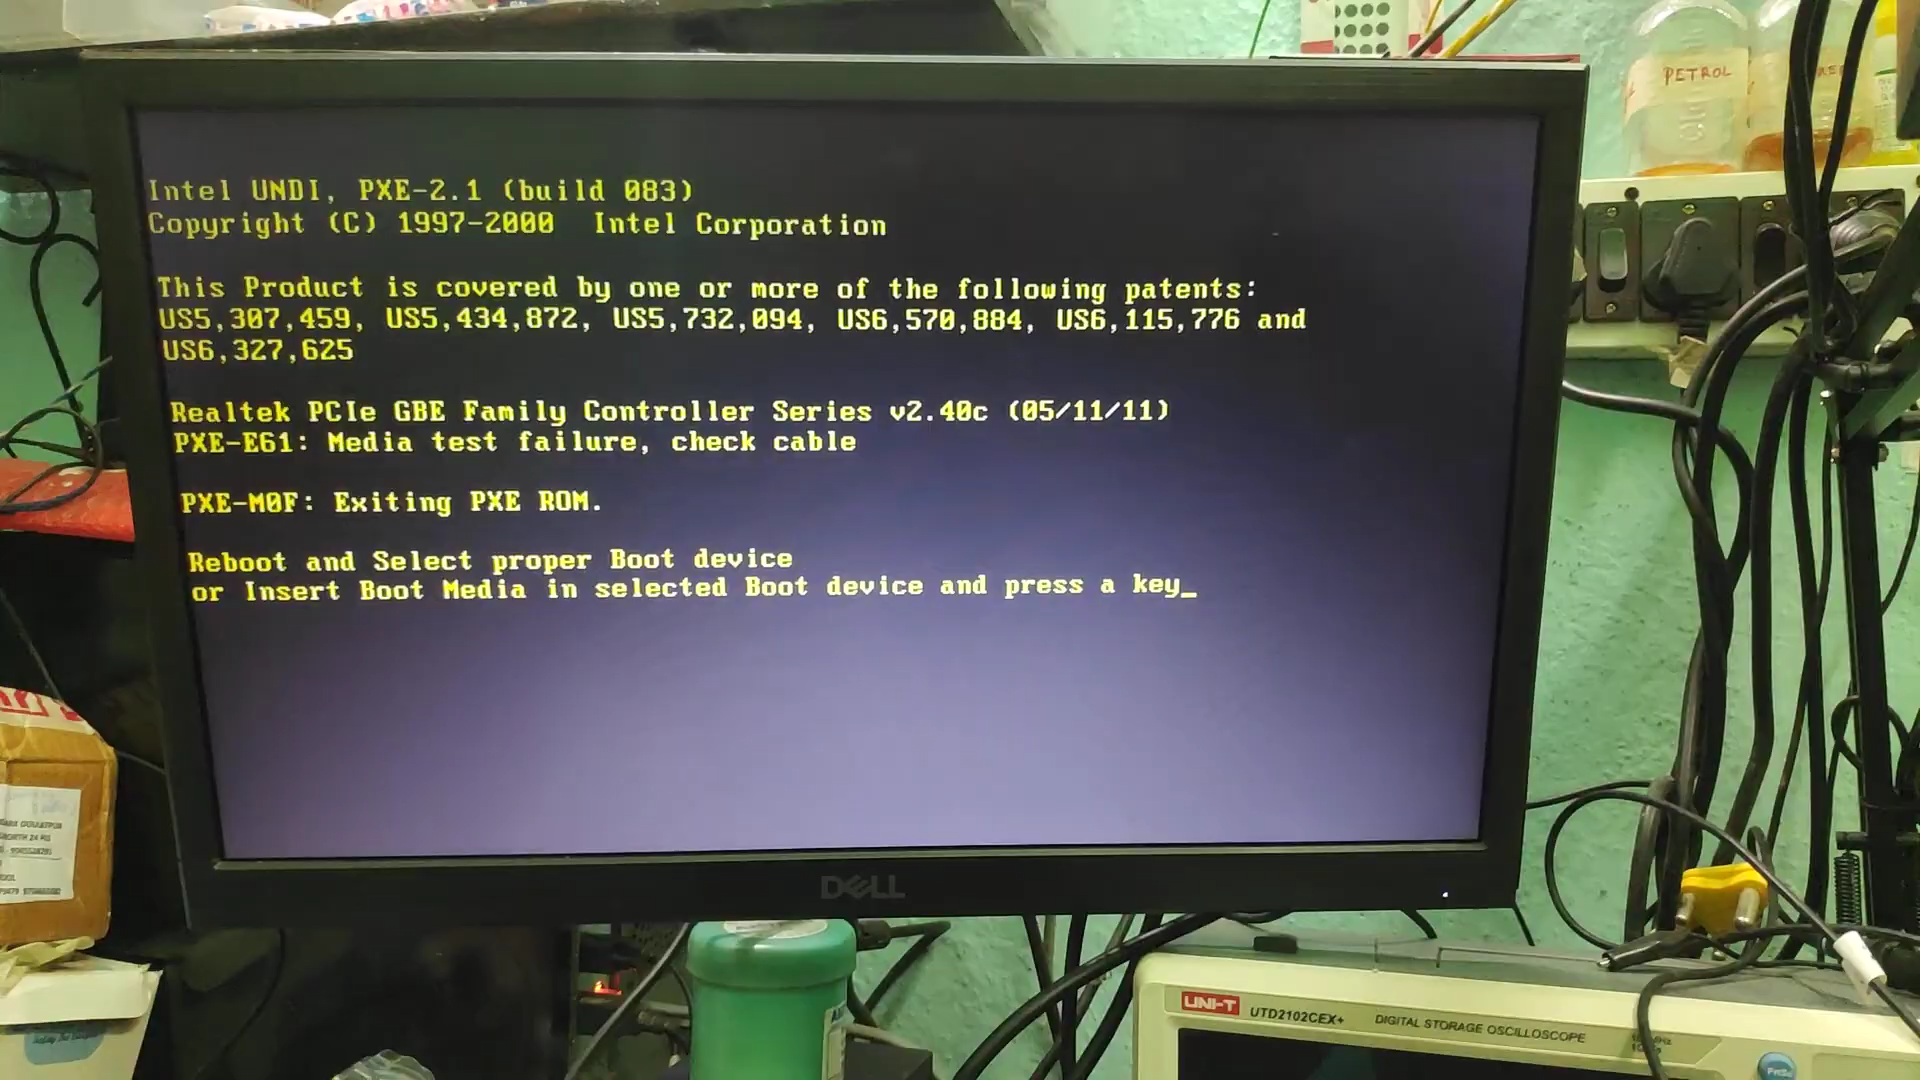 PETROL
Intel UNDI, PXE-2.1 (build 083)
Copyright (C) 1997-2000  Intel Corporation
This Product is covered by one or more of the following patents:
US5,307,459, US5,434,872, US5,732,094, US6,570,884, US6,115,776 and
US6,327,625
Realtek PCIe GBE Family Controller Series v2.40c (05/11/11)
PXE-E61: Media test failure, check cable
PXE-M0F: Exiting PXE ROM.
Reboot and Select proper Boot device
or Insert Boot Media in selected Boot device and press a key_
DELL
UNI-T UTD2102CEX+ DIGITAL STORAGE OSCILLOSCOPE